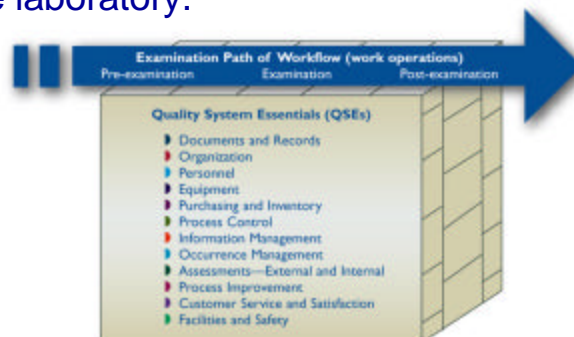 e laboratory.
Examination Path of Workflow (work operations)
Pre-examination Examination Post-examination
Quality System Essentials (QSEs)
Documents and Records
Organization
Personnel
Equipment
Purchasing and Inventory
Process Control
Information Management
Occurrence Management
Assessments—External and Internal
Process Improvement
Customer Service and Satisfaction
Facilities and Safety